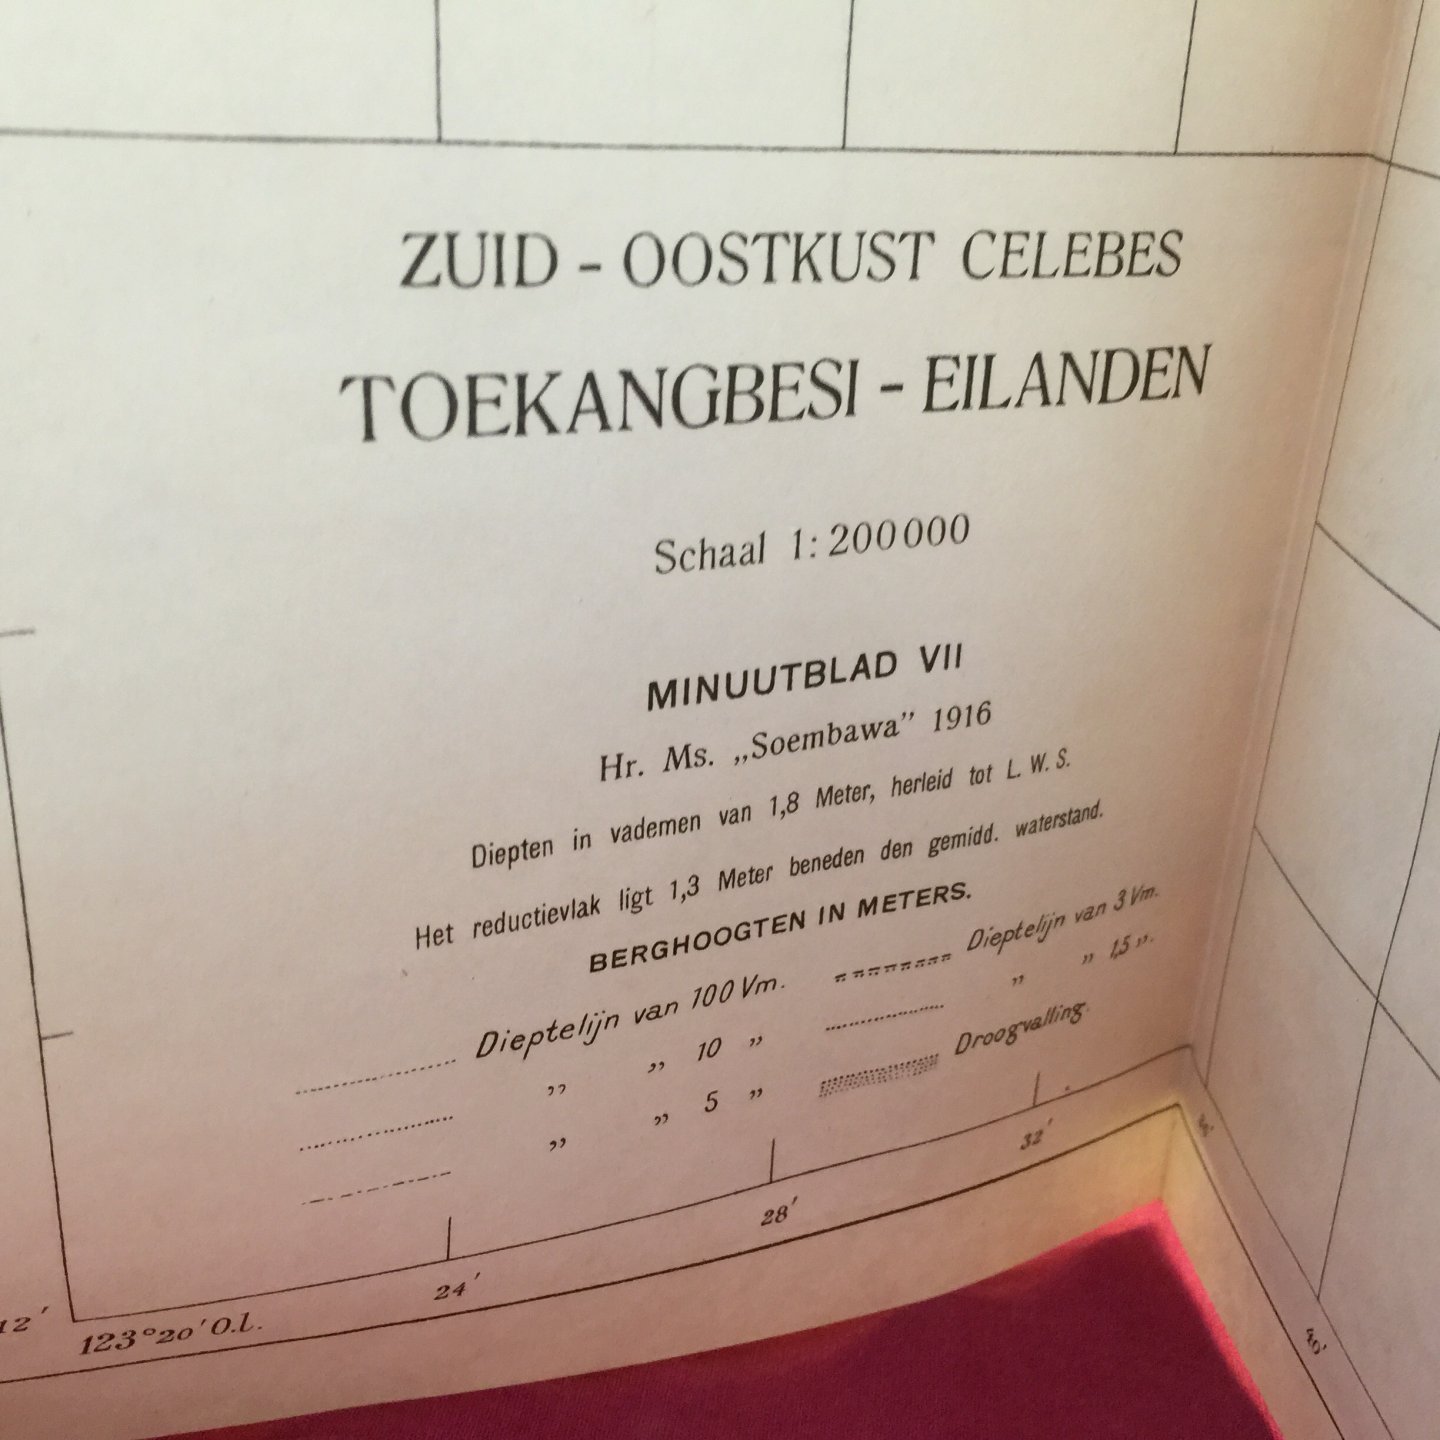 ZUID - OOSTKUST CELEBES
TOEKANGBESI - EILANDEN
Schaal 1:200000
MINUUTBLAD VII
Hr. Ms. „Soembawa” 1916
Diepten in vademen van 1,8 Meter, herleid tot L. W. S.
Het reductievlak ligt 1,3 Meter beneden den gemidd. waterstand.
BERGHOOGTEN IN METERS.
Dieptelijn van 100 Vm.
„ „ 10 „
„ „ 5 „
Dieptelijn van 3 Vm.
„ „ 1,5 „.
Droogvalling.
12′
123°20′ O.l.
24′
28′
32′
40′